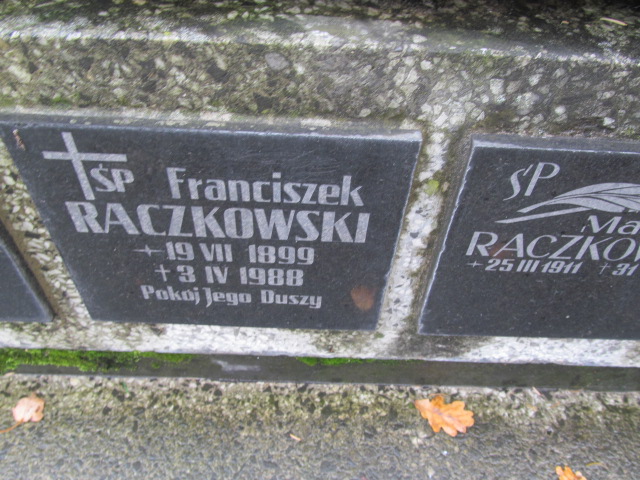 ŚP Franciszek
RACZKOWSKI
19 VII 1899
+ 3 IV 1988
Pokój Jego Duszy
ŚP
25 III 1911